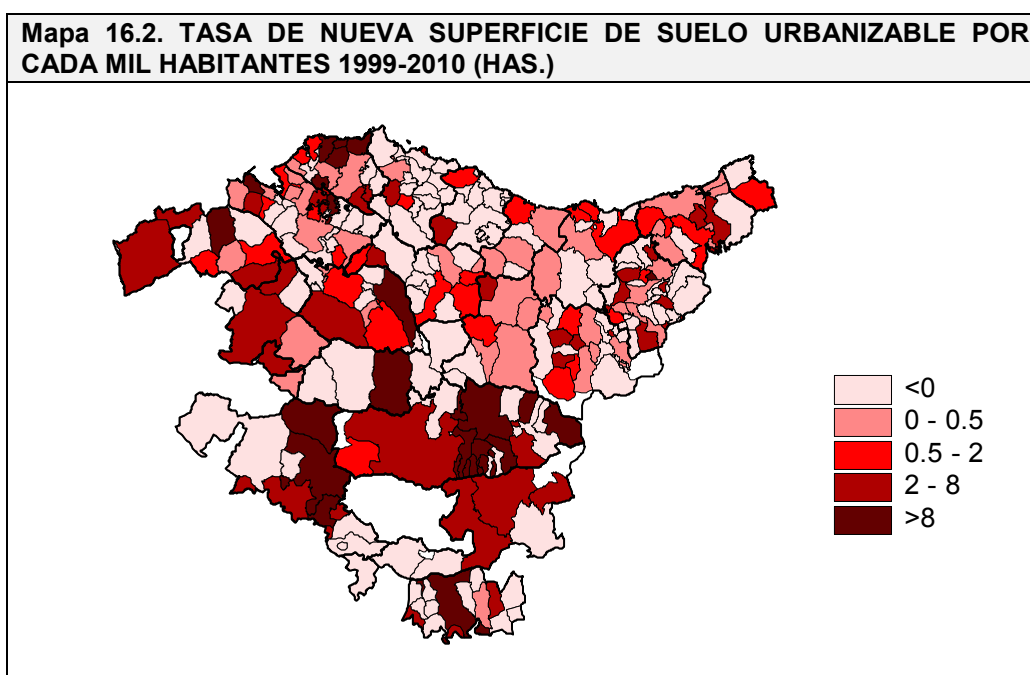 Mapa 16.2. TASA DE NUEVA SUPERFICIE DE SUELO URBANIZABLE POR
CADA MIL HABITANTES 1999-2010 (HAS.)
<0
0 - 0.5
0.5 - 2
2 - 8
>8